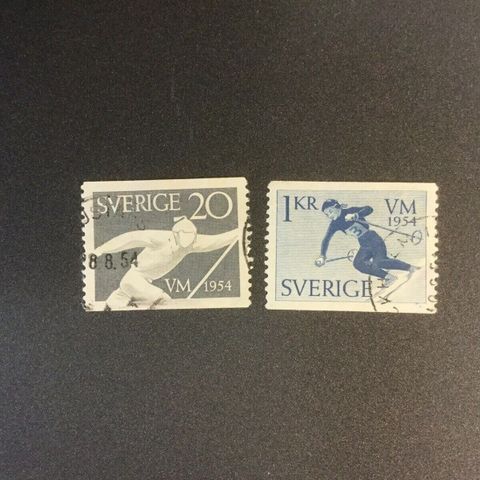 SVERIGE 20
8.8.54
VM 1954
1 KR VM
1954
SVERIGE